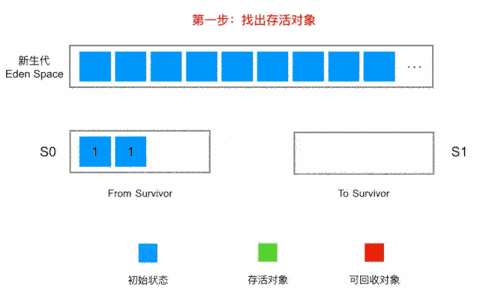 第一步：找出存活对象
新生代
Eden Space
...
S0
1 1
S1
From Survivor
To Survivor
初始状态
存活对象
可回收对象